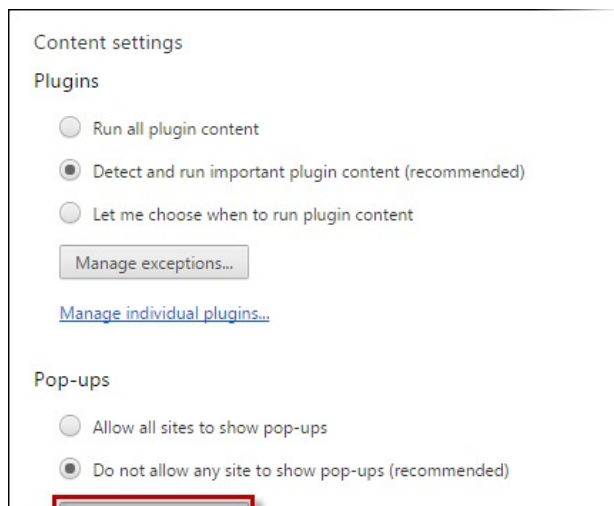 Content settings
Plugins
Run all plugin content
Detect and run important plugin content (recommended)
Let me choose when to run plugin content
Manage exceptions...
Manage individual plugins...
Pop-ups
Allow all sites to show pop-ups
Do not allow any site to show pop-ups (recommended)